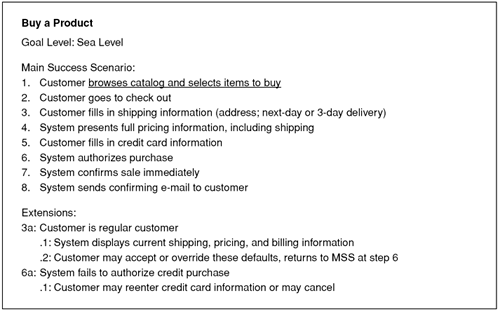 Buy a Product
Goal Level: Sea Level
Main Success Scenario:
1. Customer browses catalog and selects items to buy
2. Customer goes to check out
3. Customer fills in shipping information (address; next-day or 3-day delivery)
4. System presents full pricing information, including shipping
5. Customer fills in credit card information
6. System authorizes purchase
7. System confirms sale immediately
8. System sends confirming e-mail to customer
Extensions:
3a: Customer is regular customer
.1: System displays current shipping, pricing, and billing information
.2: Customer may accept or override these defaults, returns to MSS at step 6
6a: System fails to authorize credit purchase
.1: Customer may reenter credit card information or may cancel